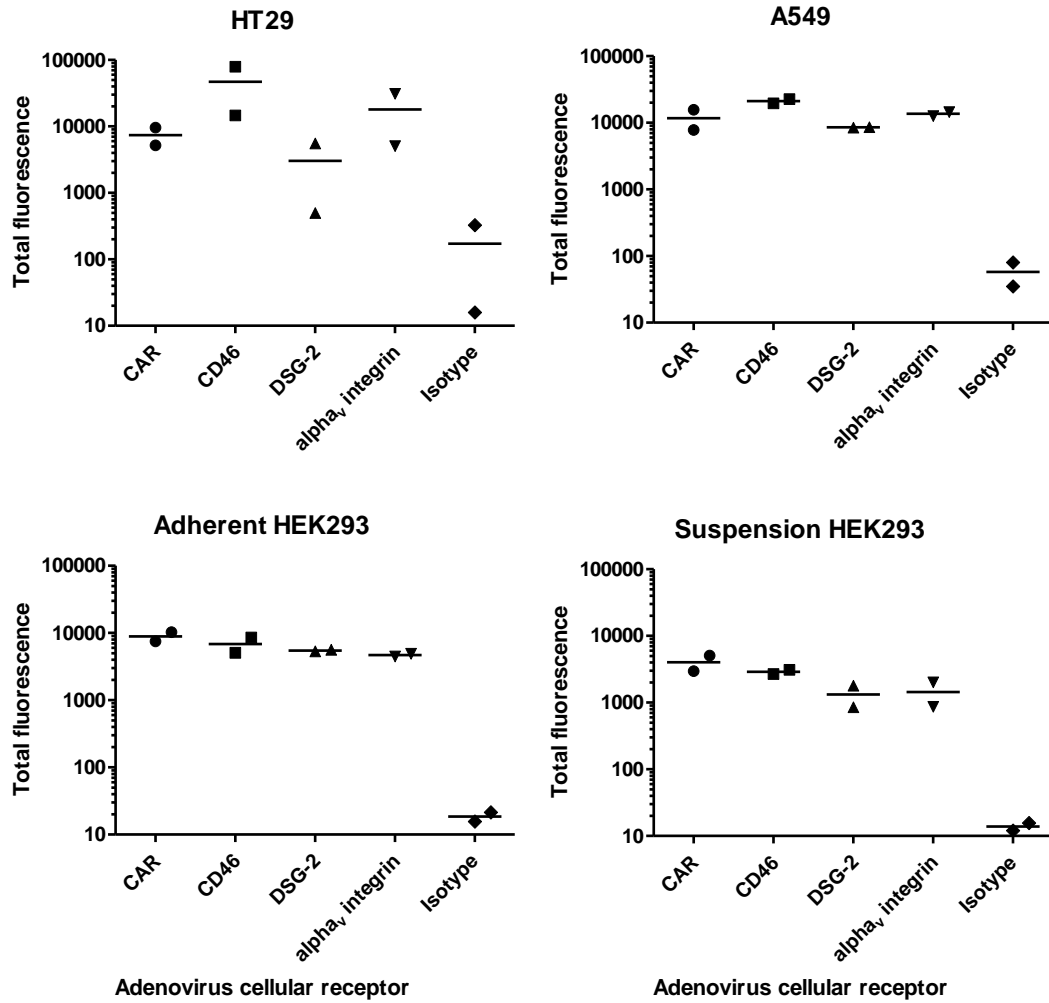 HT29
Total fluorescence
100000
10000
1000
100
10
CAR
CD46
DSG-2
alphaᵥ integrin
Isotype
A549
Total fluorescence
100000
10000
1000
100
10
CAR
CD46
DSG-2
alphaᵥ integrin
Isotype
Adherent HEK293
Total fluorescence
100000
10000
1000
100
10
CAR
CD46
DSG-2
alphaᵥ integrin
Isotype
Adenovirus cellular receptor
Suspension HEK293
Total fluorescence
100000
10000
1000
100
10
CAR
CD46
DSG-2
alphaᵥ integrin
Isotype
Adenovirus cellular receptor